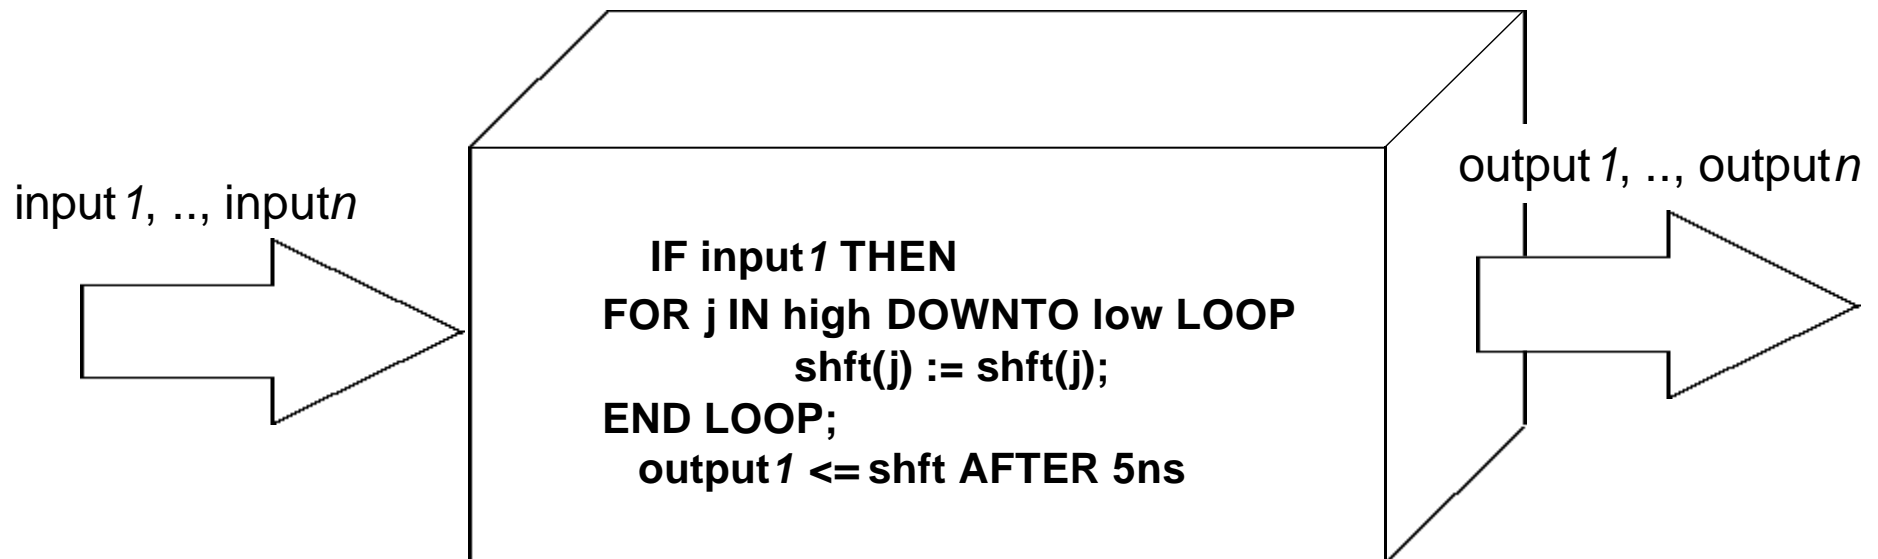 input1, .., inputn
IF input1 THEN
FOR j IN high DOWNTO low LOOP
shft(j) := shft(j);
END LOOP;
output1 <= shft AFTER 5ns
output1, .., outputn